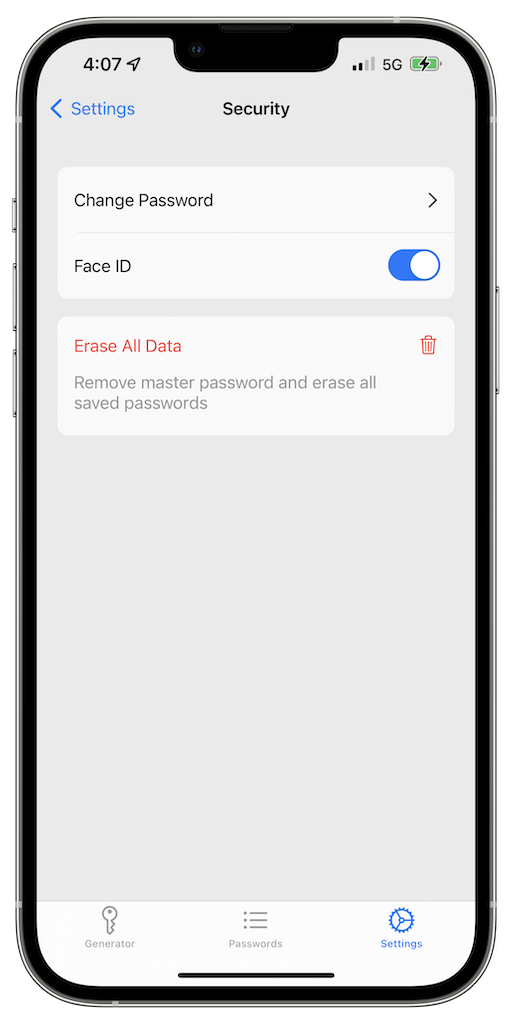 4:07 5G
Settings Security
Change Password
Face ID
Erase All Data
Remove master password and erase all
saved passwords
Generator Passwords Settings